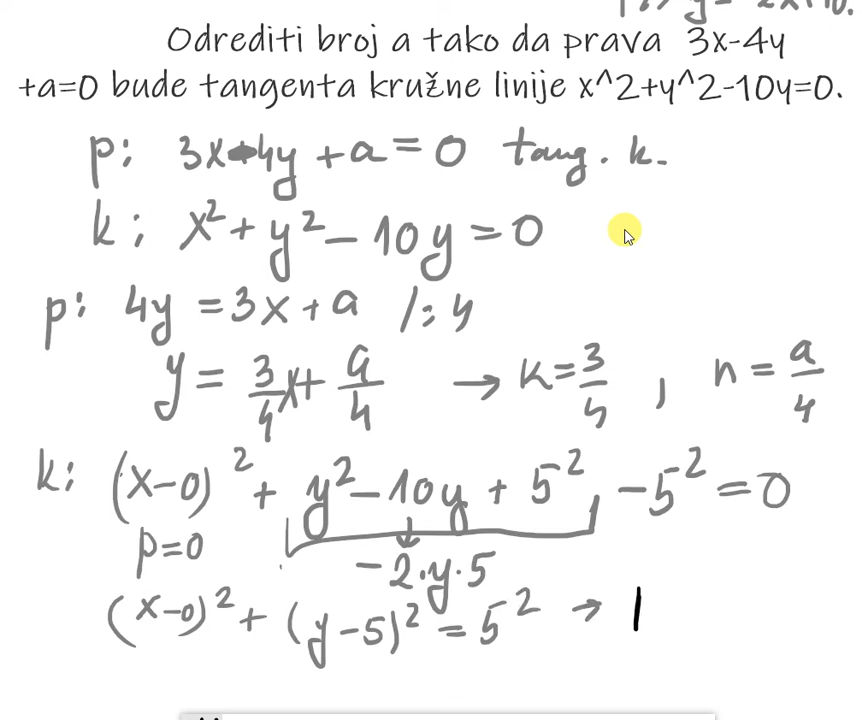 Odrediti broj a tako da prava 3x-4y
+a=0 bude tangenta kružne linije x^2+y^2-10y=0.
p: 3x-4y+a=0 tang. k.
k: x²+y²-10y=0
p: 4y=3x+a /:4
y=3/4x+a/4 → k=3/4, n=a/4
k: (x-0)²+y²-10y+5²-5²=0
p=0
-2·y·5
(x-0)²+(y-5)²=5² →